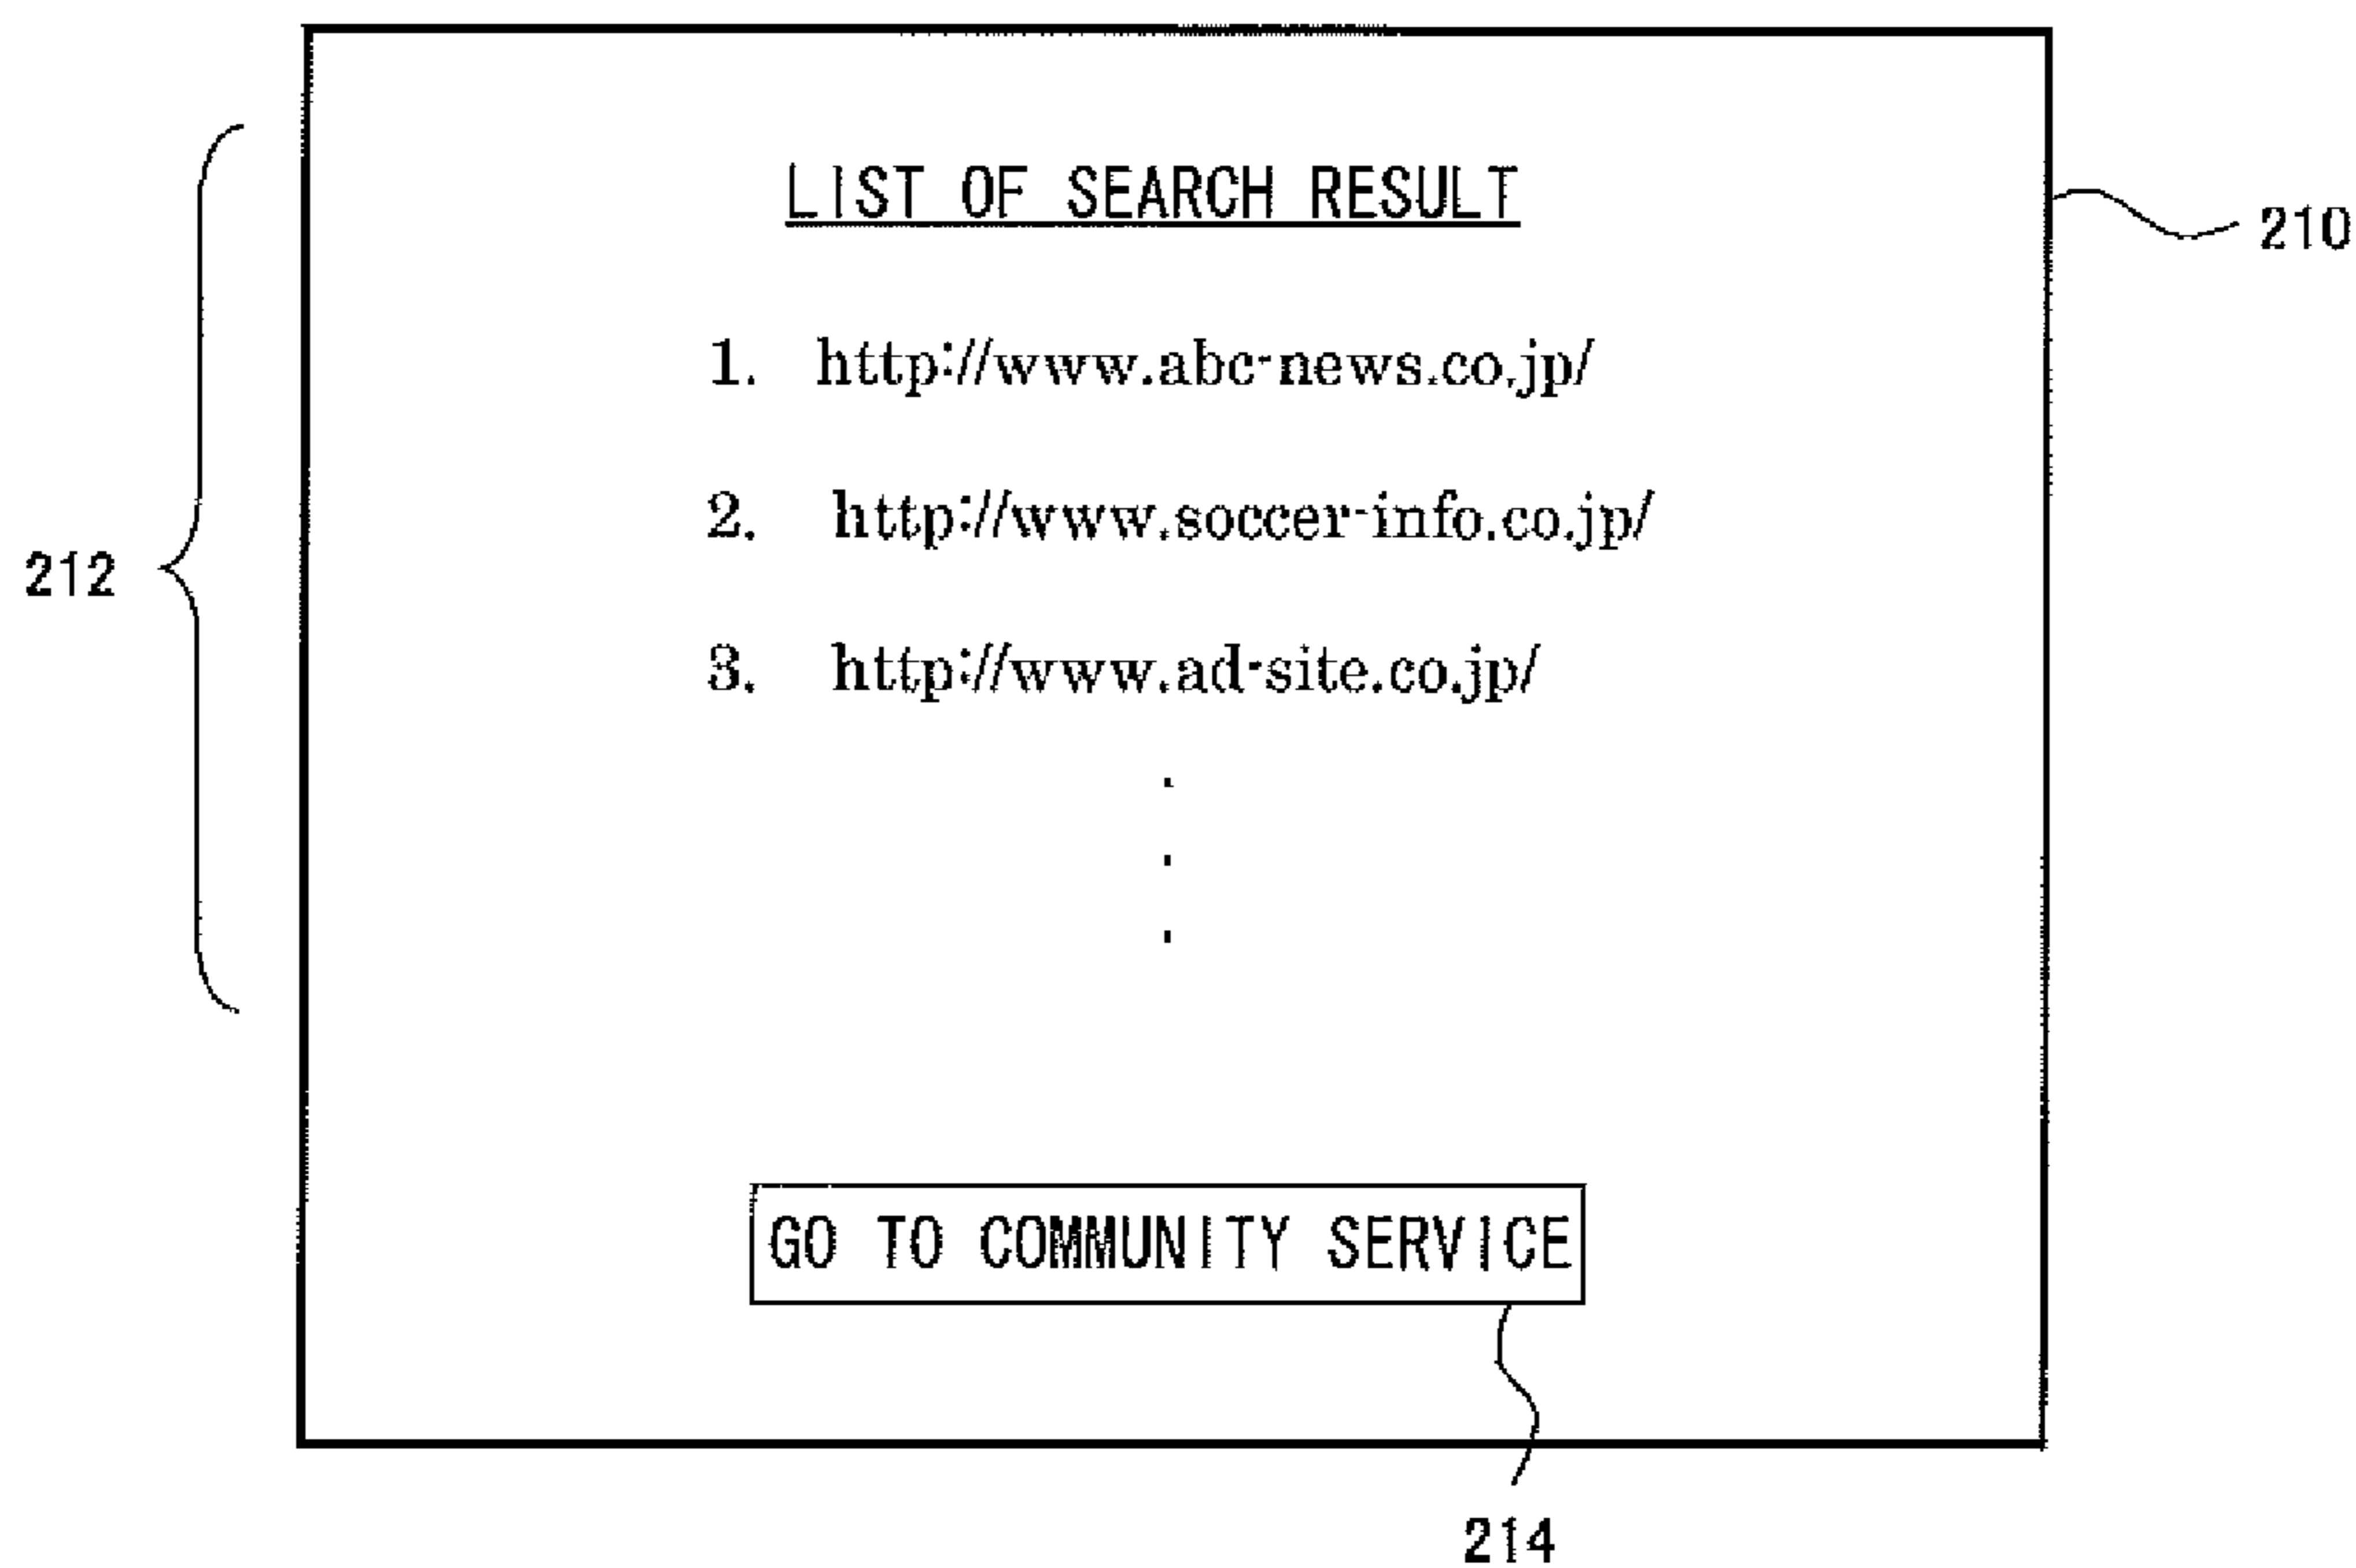 LIST OF SEARCH RESULT
210
1. http://www.abc-news.co.jp/
2. http://www.soccer-info.co.jp/
212
3. http://www.ad-site.co.jp/
GO TO COMMUNITY SERVICE
214